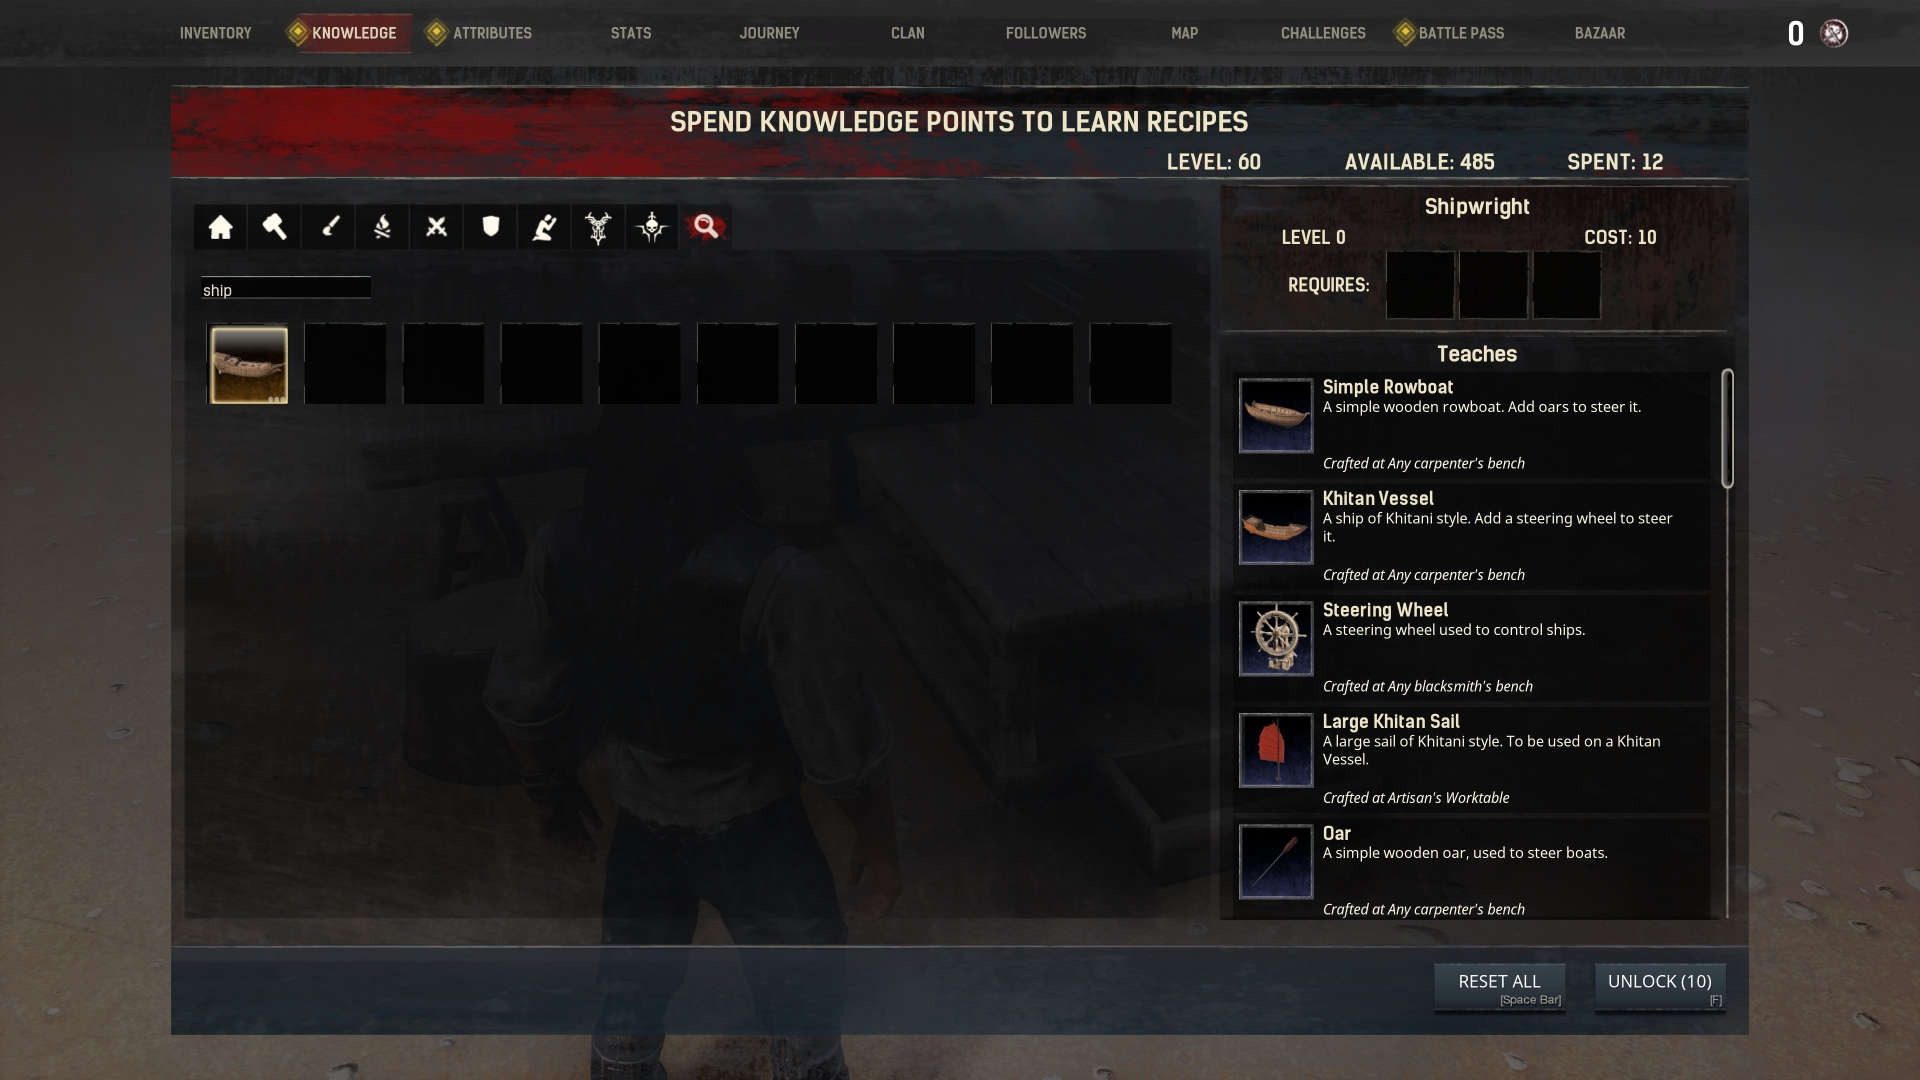 INVENTORY
KNOWLEDGE
ATTRIBUTES
STATS
JOURNEY
CLAN
FOLLOWERS
MAP
CHALLENGES
BATTLE PASS
BAZAAR
0
SPEND KNOWLEDGE POINTS TO LEARN RECIPES
LEVEL: 60
AVAILABLE: 485
SPENT: 12
ship
Shipwright
LEVEL 0
COST: 10
REQUIRES:
Teaches
Simple Rowboat
A simple wooden rowboat. Add oars to steer it.
Crafted at Any carpenter's bench
Khitan Vessel
A ship of Khitani style. Add a steering wheel to steer
it.
Crafted at Any carpenter's bench
Steering Wheel
A steering wheel used to control ships.
Crafted at Any blacksmith's bench
Large Khitan Sail
A large sail of Khitani style. To be used on a Khitan
Vessel.
Crafted at Artisan's Worktable
Oar
A simple wooden oar, used to steer boats.
Crafted at Any carpenter's bench
RESET ALL
[Space Bar]
UNLOCK (10)
[F]